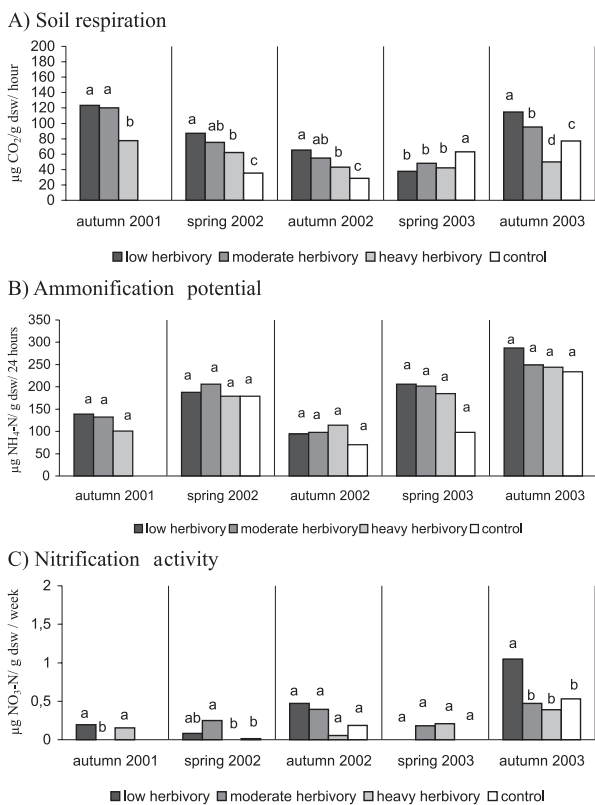 A) Soil respiration
µg CO2/g dsw/ hour
200
180
160
140
120
100
80
60
40
20
0
a a b
a ab b c
a ab b c
b b b a
a b d c
autumn 2001 spring 2002 autumn 2002 spring 2003 autumn 2003
low herbivory moderate herbivory heavy herbivory control
B) Ammonification potential
µg NH4-N/ g dsw/ 24 hours
350
300
250
200
150
100
50
0
a a a
a a a a
a a a a
a a a a
a a a a
autumn 2001 spring 2002 autumn 2002 spring 2003 autumn 2003
low herbivory moderate herbivory heavy herbivory control
C) Nitrification activity
µg NO3-N/ g dsw / week
2
1,5
1
0,5
0
a b a
ab a b b
a a a a
a a a a
a b b b
autumn 2001 spring 2002 autumn 2002 spring 2003 autumn 2003
low herbivory moderate herbivory heavy herbivory control